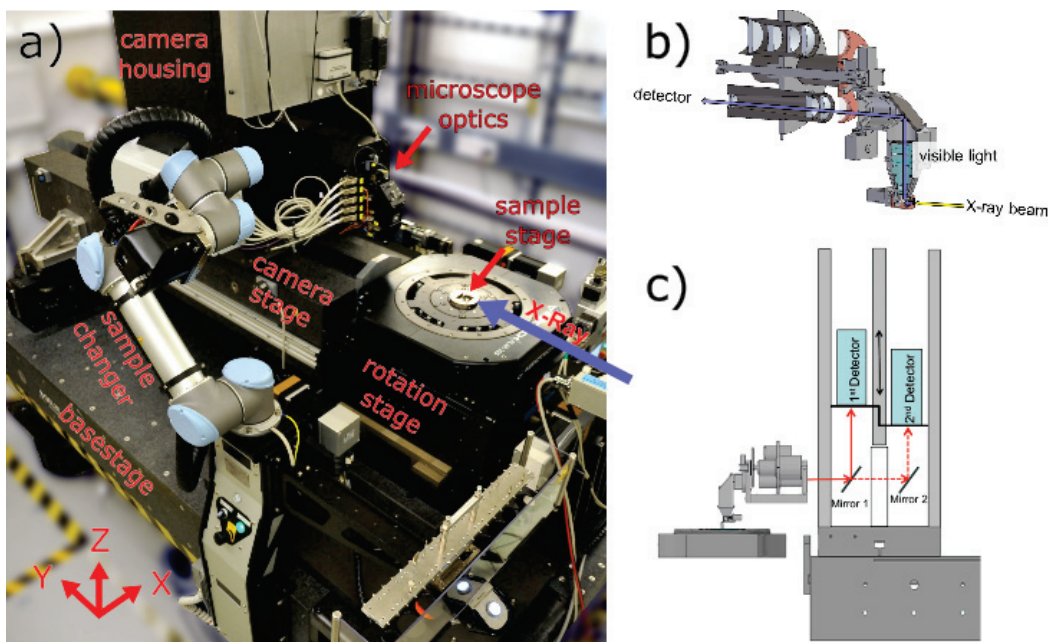 a)
camera
housing
microscope
optics
sample
stage
camera
stage
X-Ray
sample
changer
rotation
stage
basestage
Z
Y
X
b)
detector
visible light
X-ray beam
c)
1st Detector
2nd Detector
Mirror 1
Mirror 2